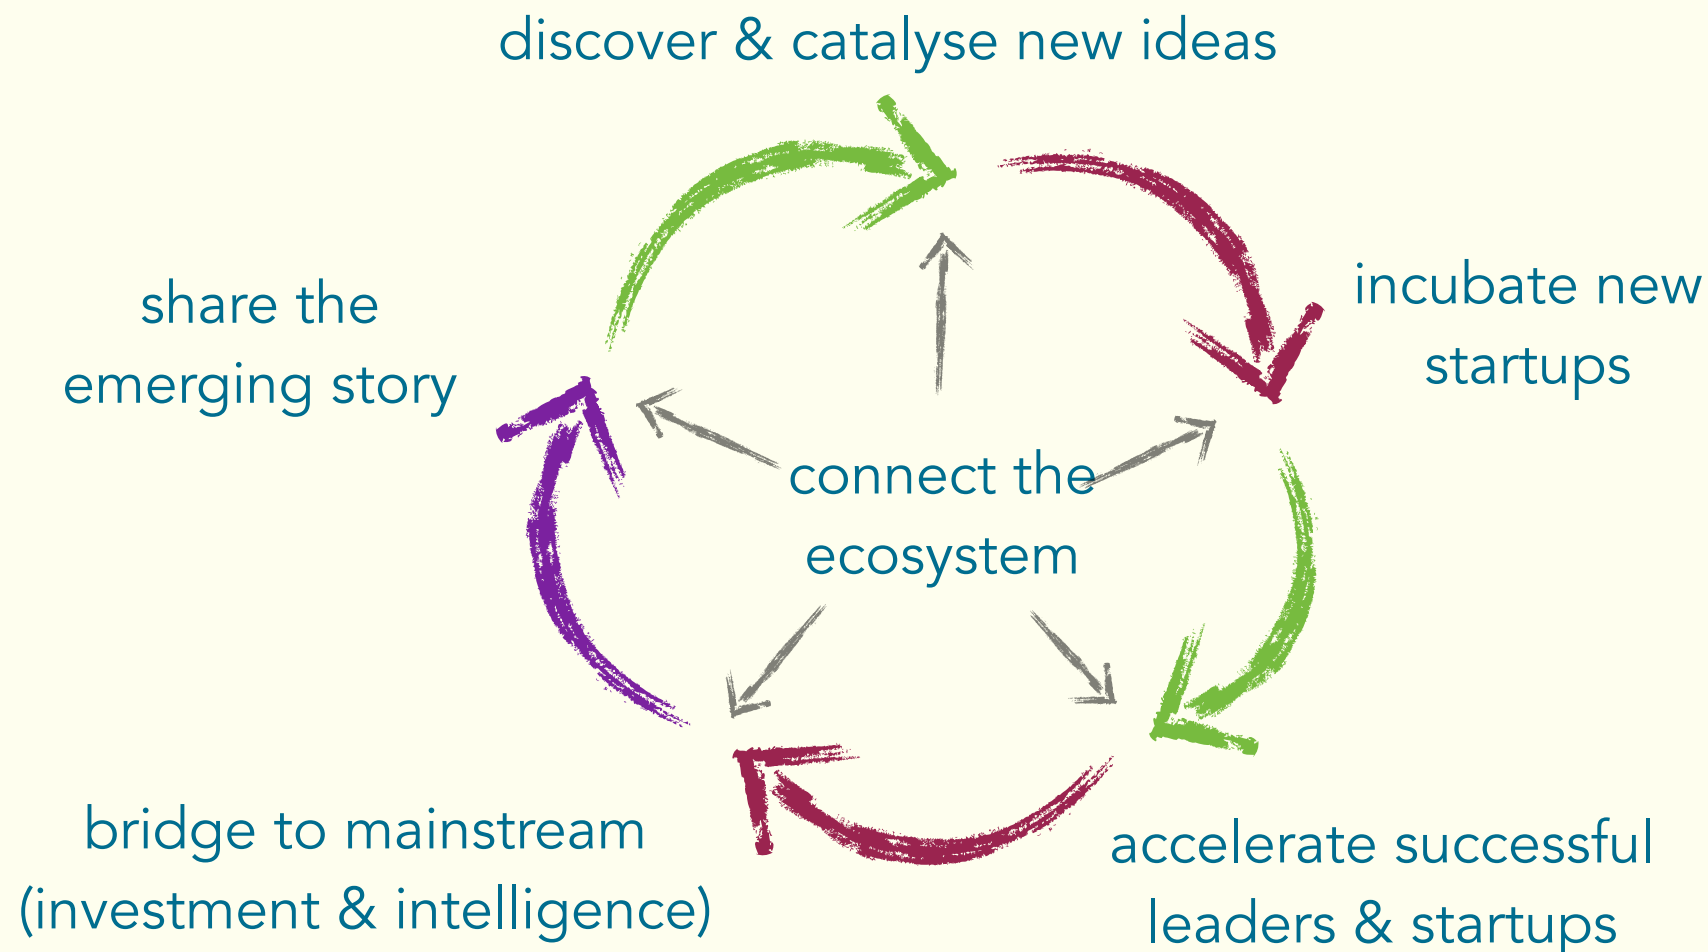 discover & catalyse new ideas
incubate new
startups
accelerate successful
leaders & startups
bridge to mainstream
(investment & intelligence)
share the
emerging story
connect the
ecosystem